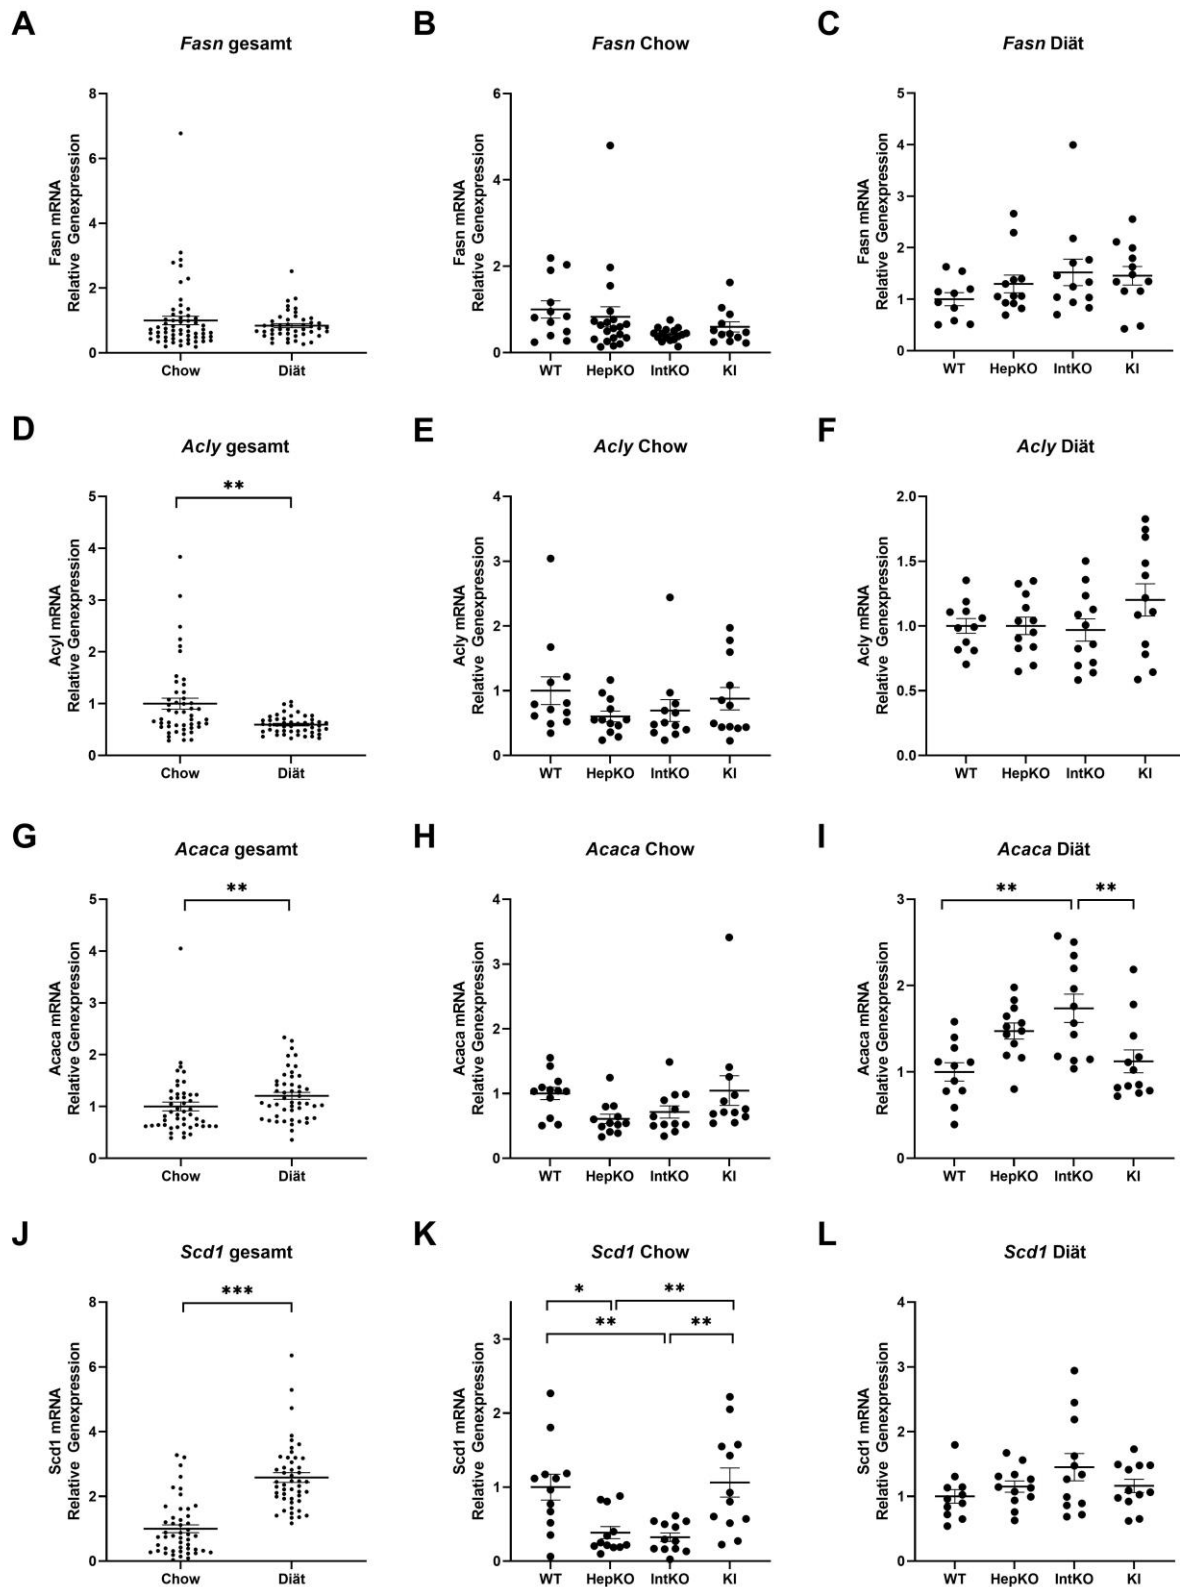 A
Fasn gesamt
Fasn mRNA
Relative Genexpression
8
6
4
2
0
Chow
Diät
B
Fasn Chow
Fasn mRNA
Relative Genexpression
6
4
2
0
WT
HepKO
IntKO
KI
C
Fasn Diät
Fasn mRNA
Relative Genexpression
5
4
3
2
1
0
WT
HepKO
IntKO
KI
D
Acly gesamt
**
Acyl mRNA
Relative Genexpression
5
4
3
2
1
0
Chow
Diät
E
Acly Chow
Acly mRNA
Relative Genexpression
4
3
2
1
0
WT
HepKO
IntKO
KI
F
Acly Diät
Acly mRNA
Relative Genexpression
2.0
1.5
1.0
0.5
0.0
WT
HepKO
IntKO
KI
G
Acaca gesamt
**
Acaca mRNA
Relative Genexpression
5
4
3
2
1
0
Chow
Diät
H
Acaca Chow
Acaca mRNA
Relative Genexpression
4
3
2
1
0
WT
HepKO
IntKO
KI
I
Acaca Diät
** **
Acaca mRNA
Relative Genexpression
3
2
1
0
WT
HepKO
IntKO
KI
J
Scd1 gesamt
***
Scd1 mRNA
Relative Genexpression
8
6
4
2
0
Chow
Diät
K
Scd1 Chow
* **
** **
Scd1 mRNA
Relative Genexpression
3
2
1
0
WT
HepKO
IntKO
KI
L
Scd1 Diät
Scd1 mRNA
Relative Genexpression
4
3
2
1
0
WT
HepKO
IntKO
KI